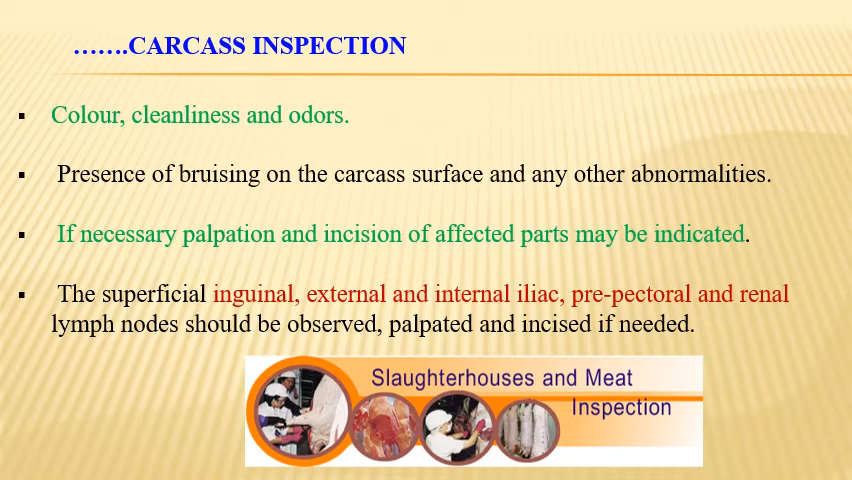 …….CARCASS INSPECTION
▪ Colour, cleanliness and odors.
▪ Presence of bruising on the carcass surface and any other abnormalities.
▪ If necessary palpation and incision of affected parts may be indicated.
▪ The superficial inguinal, external and internal iliac, pre-pectoral and renal
lymph nodes should be observed, palpated and incised if needed.
Slaughterhouses and Meat
Inspection